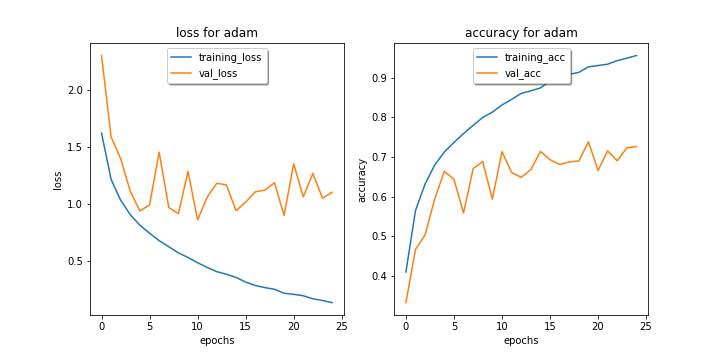 loss for adam
training_loss
val_loss
2.0
1.5
1.0
0.5
loss
0
5
10
15
20
25
epochs
accuracy for adam
training_acc
val_acc
0.9
0.8
0.7
0.6
0.5
0.4
accuracy
0
5
10
15
20
25
epochs